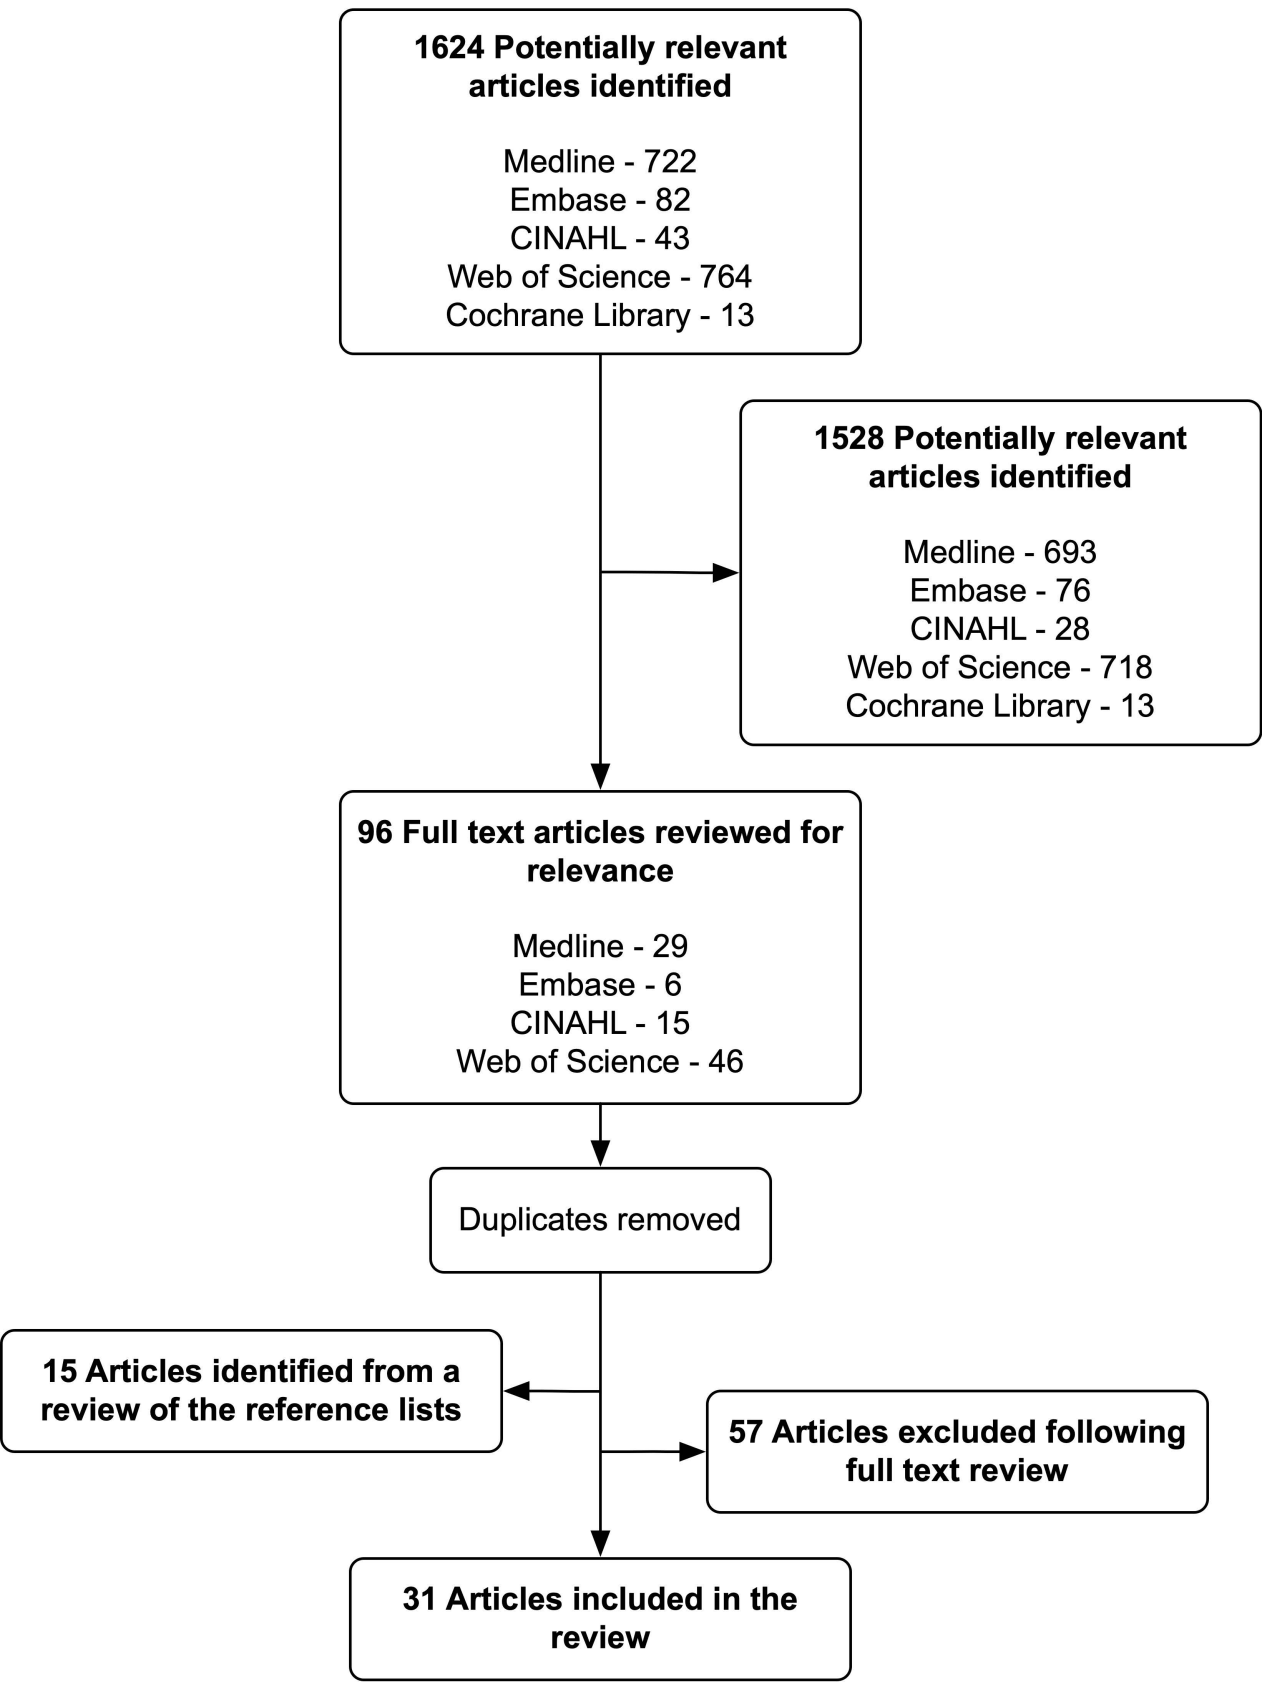 1624 Potentially relevant
articles identified
Medline - 722
Embase - 82
CINAHL - 43
Web of Science - 764
Cochrane Library - 13
1528 Potentially relevant
articles identified
Medline - 693
Embase - 76
CINAHL - 28
Web of Science - 718
Cochrane Library - 13
96 Full text articles reviewed for
relevance
Medline - 29
Embase - 6
CINAHL - 15
Web of Science - 46
Duplicates removed
15 Articles identified from a
review of the reference lists
57 Articles excluded following
full text review
31 Articles included in the
review